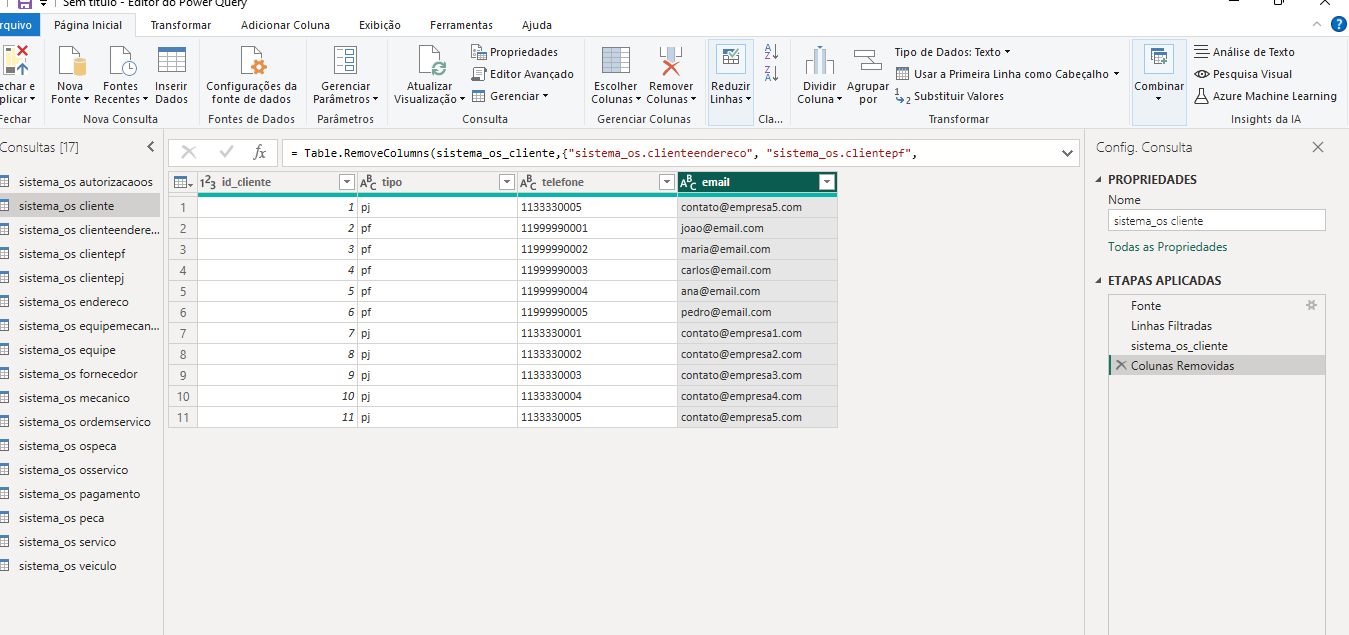 Sem título - Editor do Power Query
Arquivo Página Inicial Transformar Adicionar Coluna Exibição Ferramentas Ajuda
Nova Fonte
Fontes Recentes
Inserir Dados
Nova Consulta
Configurações da fonte de dados
Fontes de Dados
Gerenciar Parâmetros
Parâmetros
Atualizar Visualização
Propriedades
Editor Avançado
Gerenciar
Consulta
Escolher Colunas
Remover Colunas
Gerenciar Colunas
Reduzir Linhas
Cla...
Dividir Coluna
Agrupar por
Tipo de Dados: Texto
Usar a Primeira Linha como Cabeçalho
Substituir Valores
Transformar
Combinar
Análise de Texto
Pesquisa Visual
Azure Machine Learning
Insights da IA
Consultas [17]
sistema_os autorizacaoos
sistema_os cliente
sistema_os clienteendere...
sistema_os clientepf
sistema_os clientepj
sistema_os endereco
sistema_os equipemecan...
sistema_os equipe
sistema_os fornecedor
sistema_os mecanico
sistema_os ordemservico
sistema_os ospeca
sistema_os osservico
sistema_os pagamento
sistema_os peca
sistema_os servico
sistema_os veiculo
fx = Table.RemoveColumns(sistema_os_cliente,{"sistema_os.clienteendereco", "sistema_os.clientepf",
123 id_cliente ABC tipo ABC telefone ABC email
1 1 pj 1133330005 contato@empresa5.com
2 2 pf 11999990001 joao@email.com
3 3 pf 11999990002 maria@email.com
4 4 pf 11999990003 carlos@email.com
5 5 pf 11999990004 ana@email.com
6 6 pf 11999990005 pedro@email.com
7 7 pj 1133330001 contato@empresa1.com
8 8 pj 1133330002 contato@empresa2.com
9 9 pj 1133330003 contato@empresa3.com
10 10 pj 1133330004 contato@empresa4.com
11 11 pj 1133330005 contato@empresa5.com
Config. Consulta
PROPRIEDADES
Nome
sistema_os cliente
Todas as Propriedades
ETAPAS APLICADAS
Fonte
Linhas Filtradas
sistema_os_cliente
Colunas Removidas